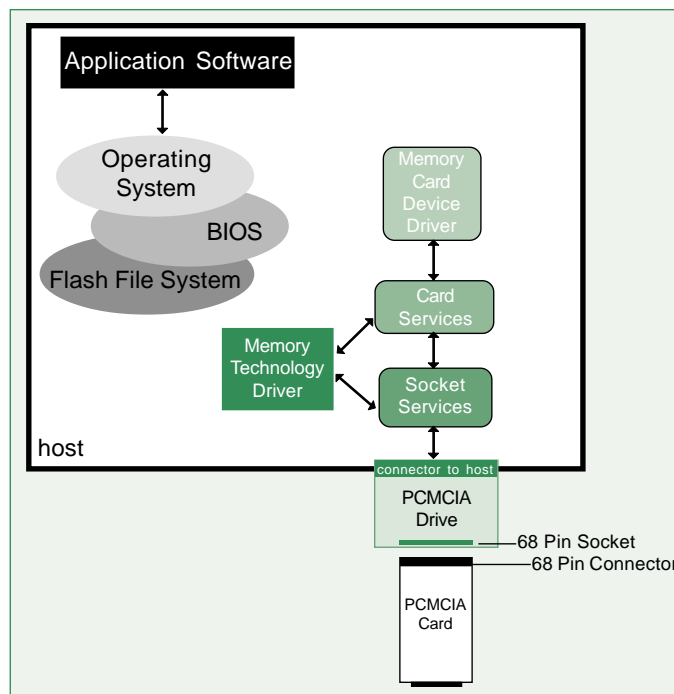 Application Software
Operating
System
BIOS
Flash File System
Memory
Card
Device
Driver
Card
Services
Memory
Technology
Driver
Socket
Services
host
connector to host
PCMCIA
Drive
68 Pin Socket
68 Pin Connector
PCMCIA
Card